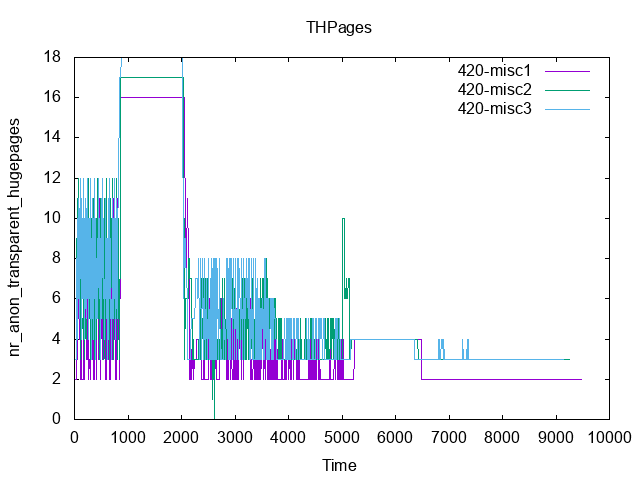 THPages
nr_anon_transparent_hugepages
18
16
14
12
10
8
6
4
2
0
420-misc1
420-misc2
420-misc3
0 1000 2000 3000 4000 5000 6000 7000 8000 9000 10000
Time